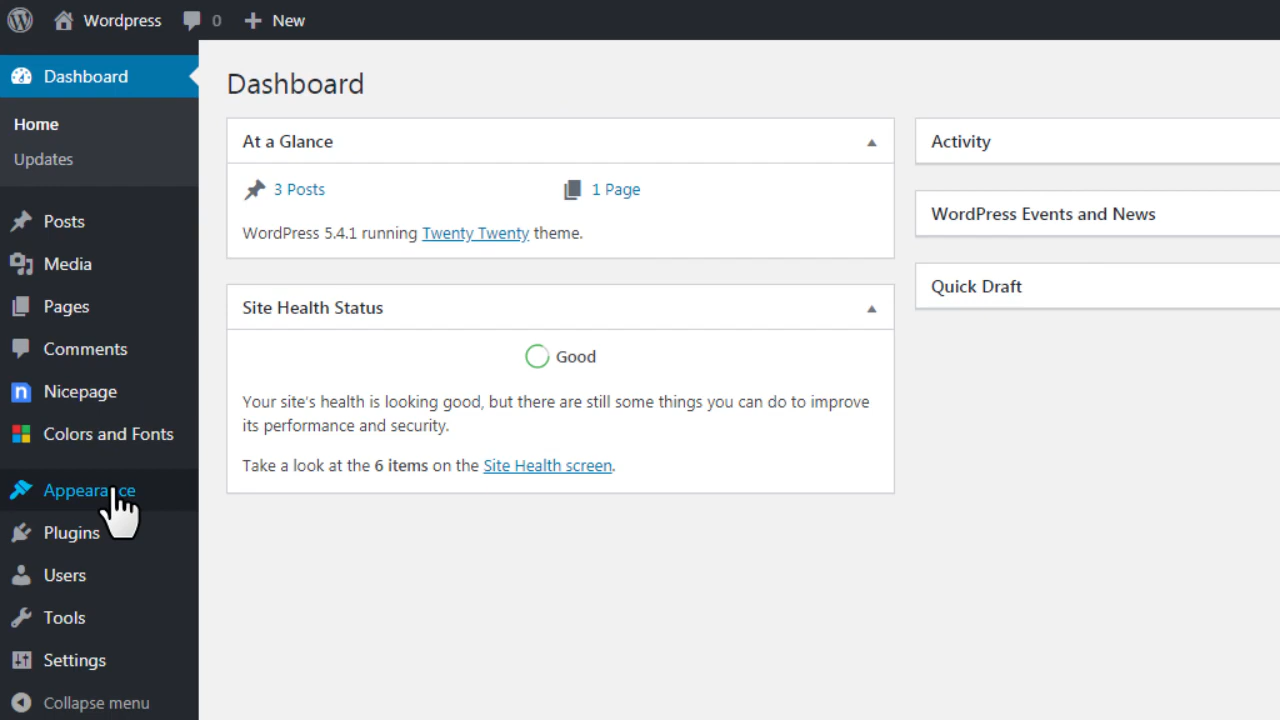 Wordpress 0 New
Dashboard
Home
Updates
Posts
Media
Pages
Comments
Nicepage
Colors and Fonts
Appearance
Plugins
Users
Tools
Settings
Collapse menu
Dashboard
At a Glance
3 Posts 1 Page
WordPress 5.4.1 running Twenty Twenty theme.
Site Health Status
Good
Your site's health is looking good, but there are still some things you can do to improve
its performance and security.
Take a look at the 6 items on the Site Health screen.
Activity
WordPress Events and News
Quick Draft